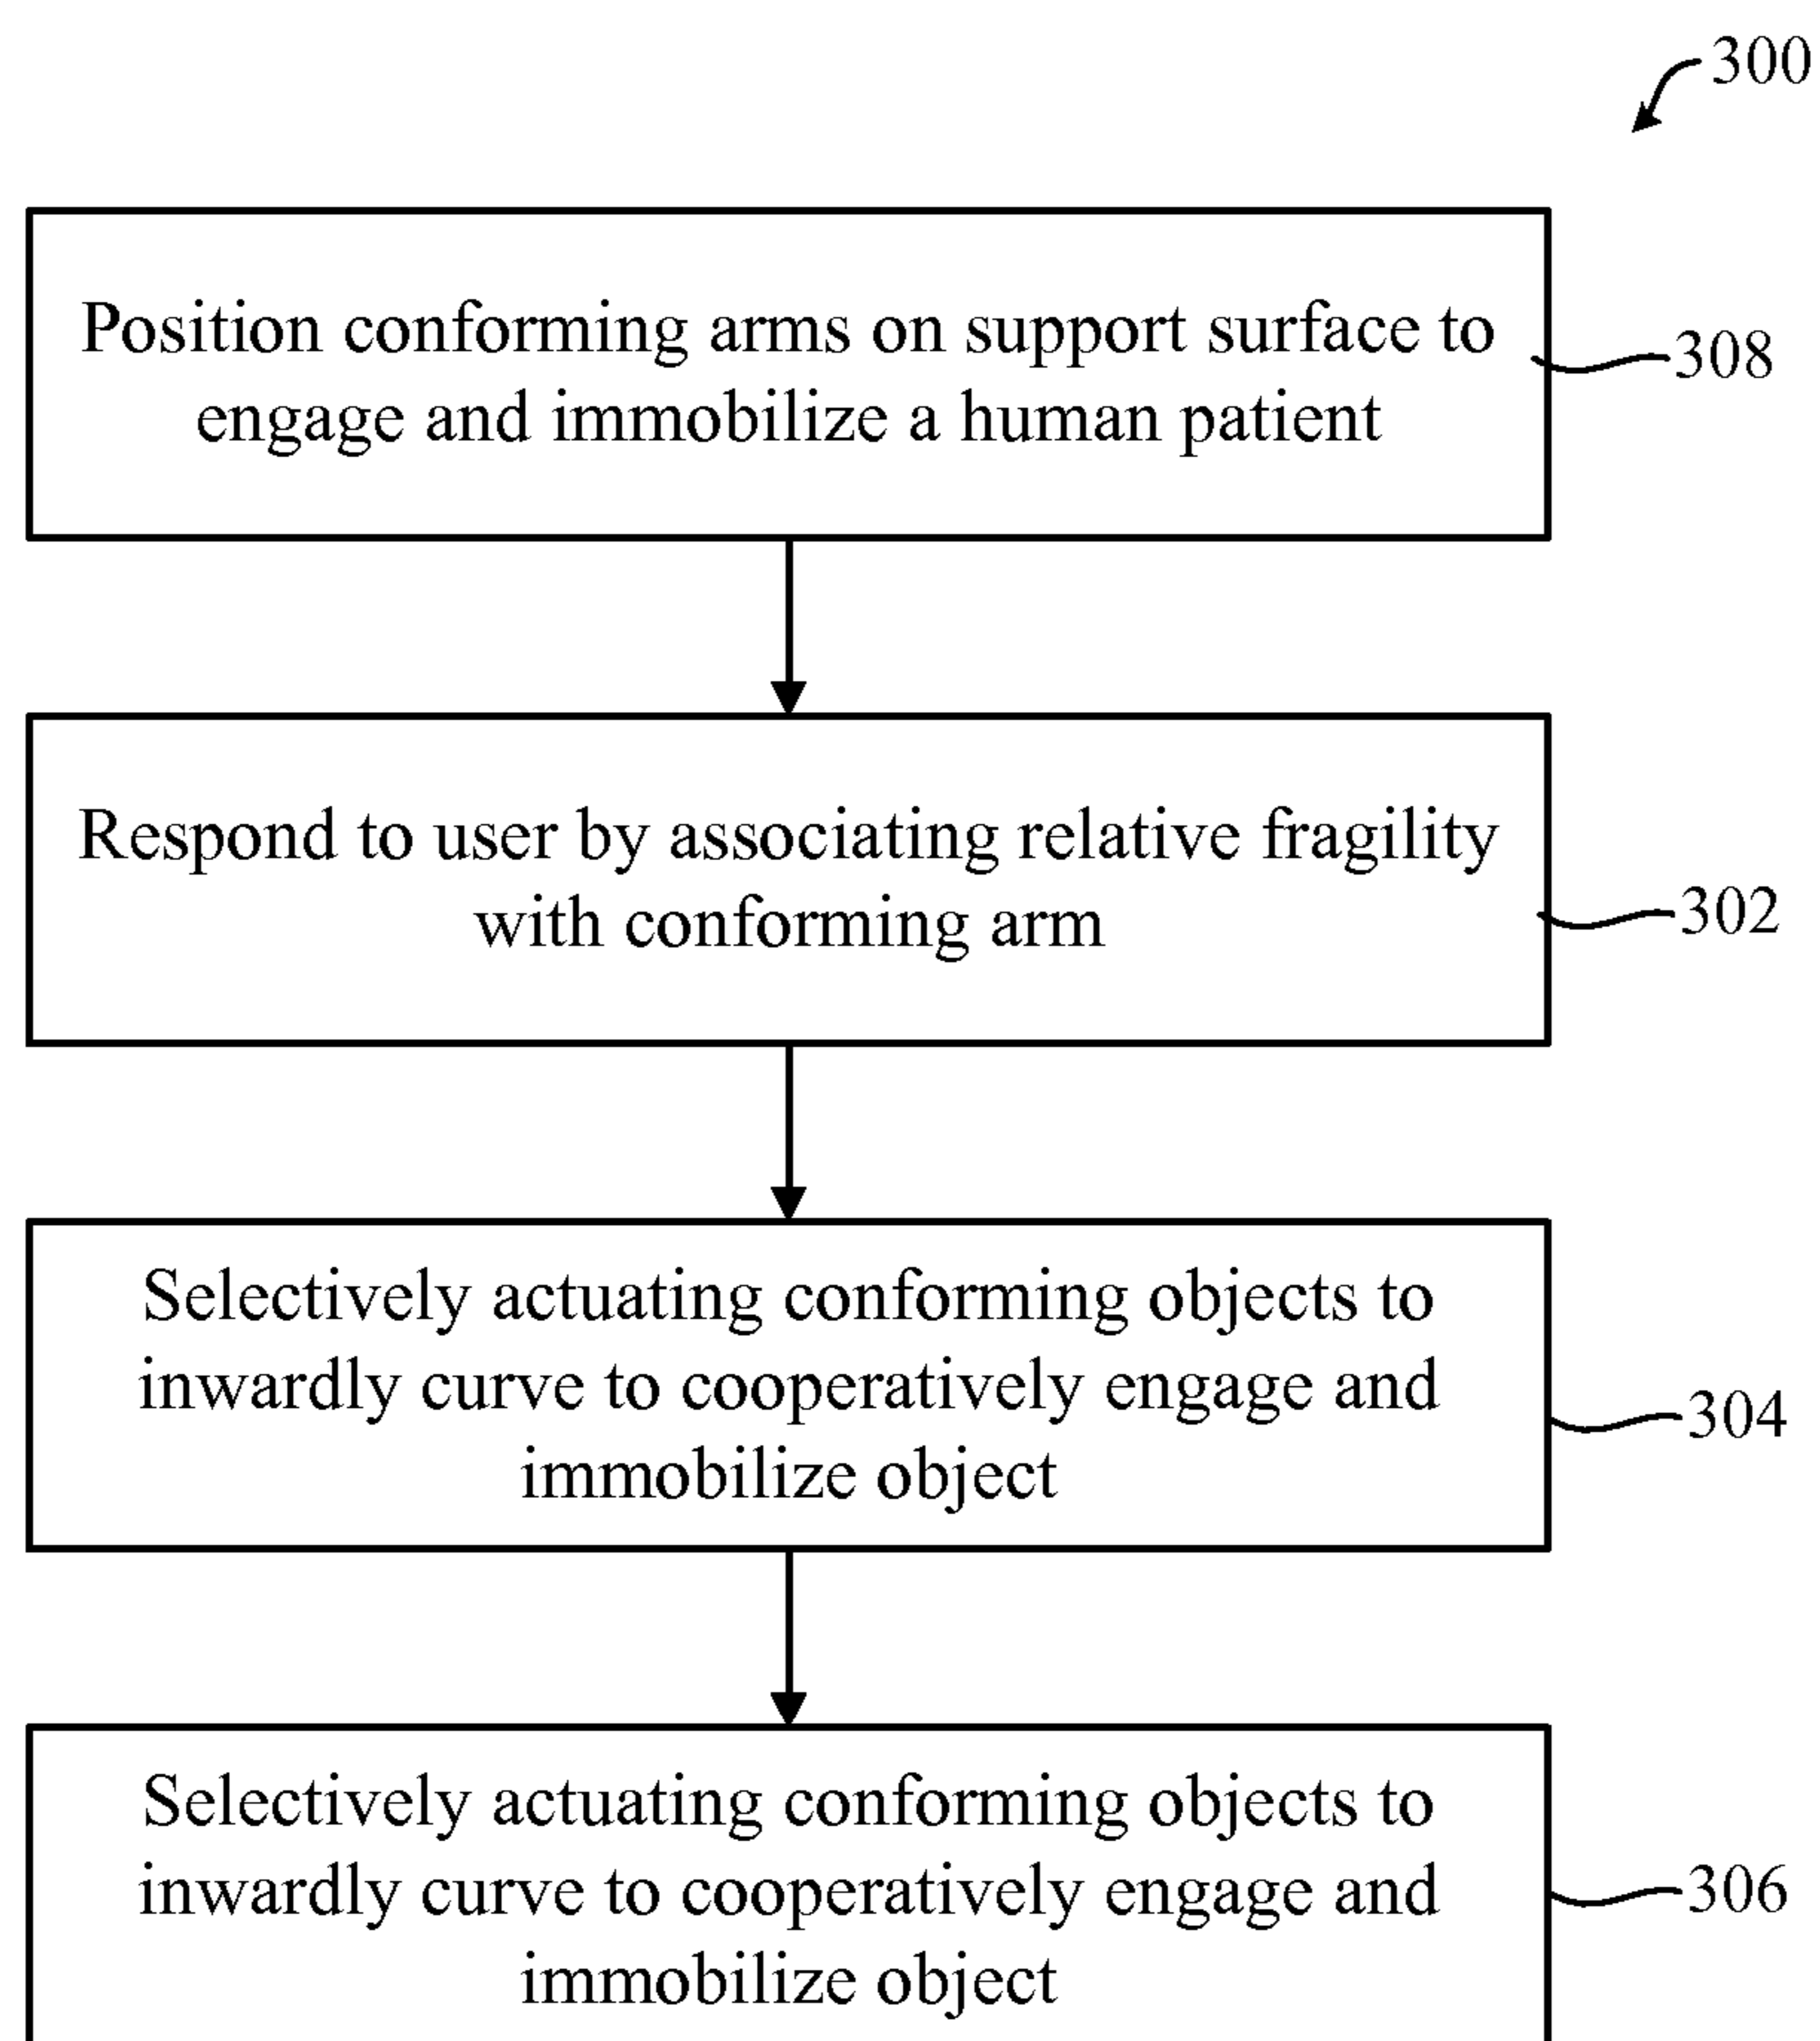 300
Position conforming arms on support surface to
engage and immobilize a human patient
308
Respond to user by associating relative fragility
with conforming arm
302
Selectively actuating conforming objects to
inwardly curve to cooperatively engage and
immobilize object
304
Selectively actuating conforming objects to
inwardly curve to cooperatively engage and
immobilize object
306